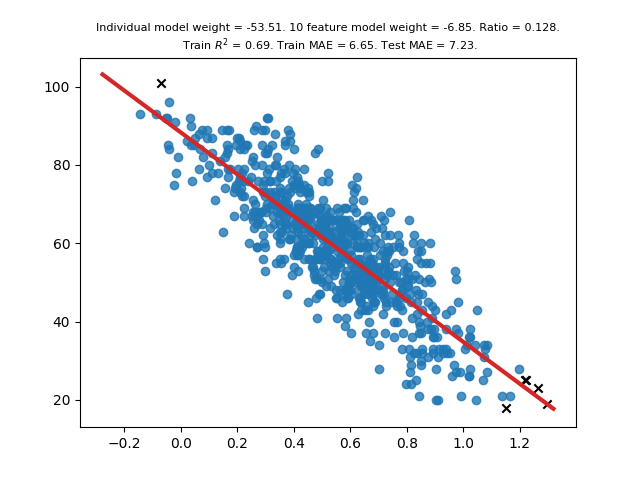 Individual model weight = -53.51. 10 feature model weight = -6.85. Ratio = 0.128.
Train R² = 0.69. Train MAE = 6.65. Test MAE = 7.23.
100
80
60
40
20
−0.2 0.0 0.2 0.4 0.6 0.8 1.0 1.2